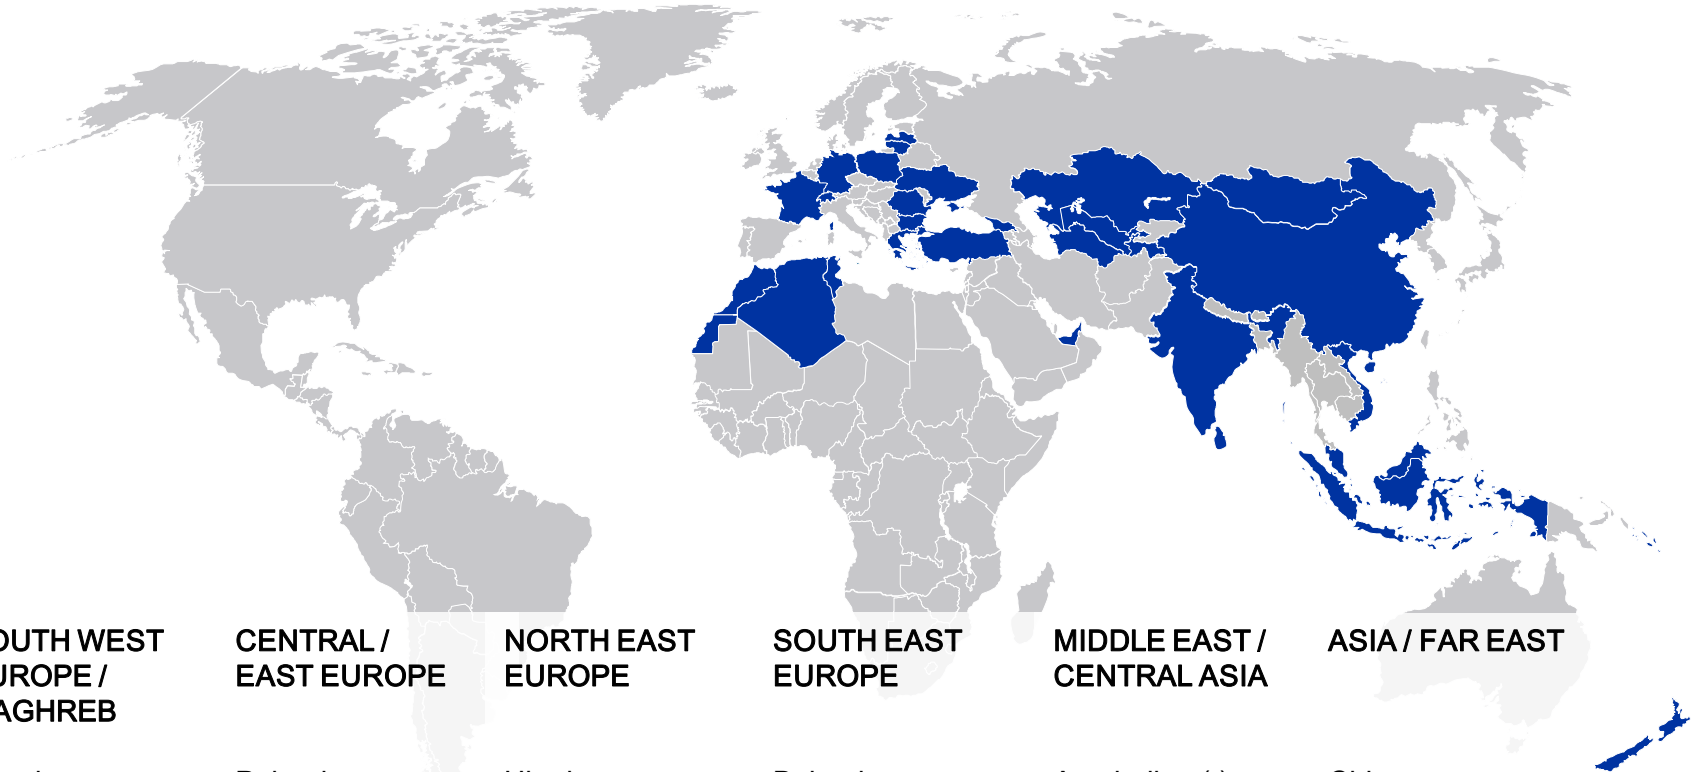 OUTH WEST
UROPE /
AGHREB
CENTRAL /
EAST EUROPE
NORTH EAST
EUROPE
SOUTH EAST
EUROPE
MIDDLE EAST /
CENTRAL ASIA
ASIA / FAR EAST